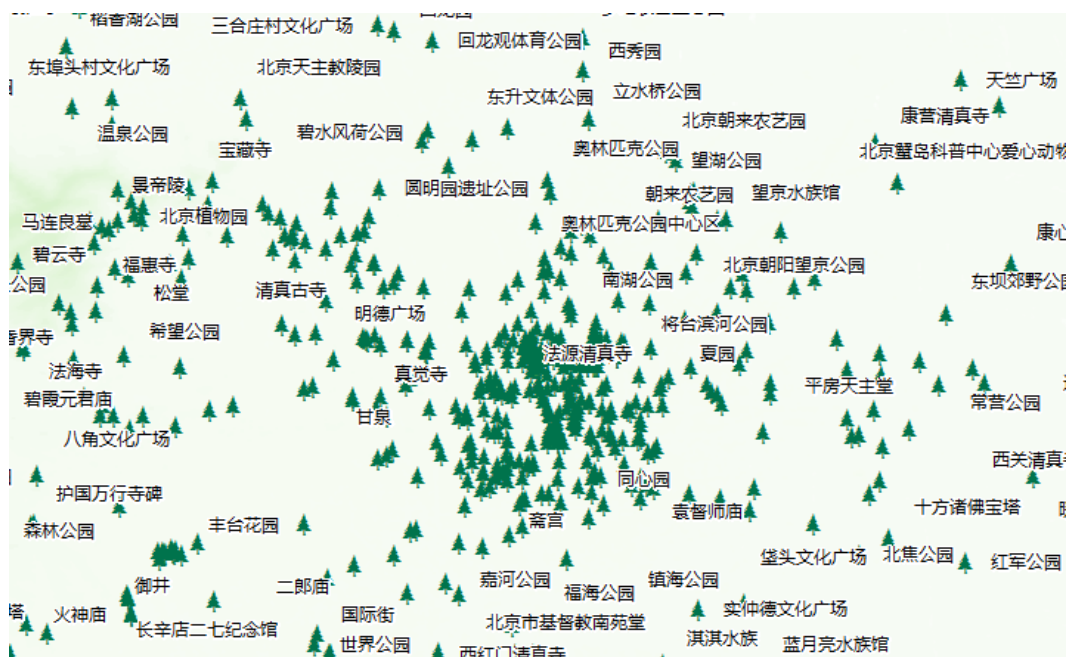 稻香湖公园
三合庄村文化广场
回龙观体育公园
西秀园
东埠头村文化广场
北京天主教陵园
天竺广场
东升文体公园
立水桥公园
康营清真寺
温泉公园
碧水风荷公园
北京朝来农艺园
宝藏寺
奥林匹克公园
望湖公园
北京蟹岛科普中心爱心动物
景帝陵
圆明园遗址公园
朝来农艺园
望京水族馆
马连良墓
北京植物园
奥林匹克公园中心区
康心
碧云寺
福惠寺
北京朝阳望京公园
公园
松堂
清真古寺
南湖公园
东坝郊野公
明德广场
希望公园
将台滨河公园
音界寺
法源清真寺
夏园
法海寺
真觉寺
平房天主堂
碧霞元君庙
常营公园
甘泉
八角文化广场
西关清真寺
同心园
护国万行寺碑
袁督师庙
十方诸佛宝塔
斋宫
森林公园
丰台花园
垡头文化广场
北焦公园
红军公园
御井
二郎庙
嘉河公园
镇海公园
福海公园
塔
火神庙
国际街
实仲德文化广场
北京市基督教南苑堂
长辛店二七纪念馆
世界公园
淇淇水族
蓝月亮水族馆
西红门清真寺